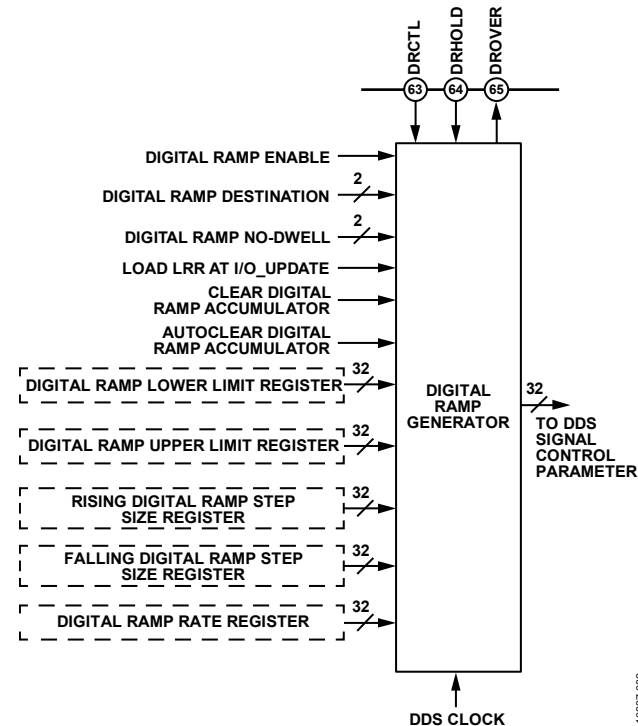 DRCTL
DRHOLD
DROVER
63
64
65
DIGITAL RAMP ENABLE
2
DIGITAL RAMP DESTINATION
2
DIGITAL RAMP NO-DWELL
LOAD LRR AT I/O_UPDATE
CLEAR DIGITAL
RAMP ACCUMULATOR
AUTOCLEAR DIGITAL
RAMP ACCUMULATOR
32
DIGITAL RAMP LOWER LIMIT REGISTER
32
DIGITAL RAMP UPPER LIMIT REGISTER
32
RISING DIGITAL RAMP STEP
SIZE REGISTER
32
FALLING DIGITAL RAMP STEP
SIZE REGISTER
32
DIGITAL RAMP RATE REGISTER
DIGITAL
RAMP
GENERATOR
32
TO DDS
SIGNAL
CONTROL
PARAMETER
DDS CLOCK